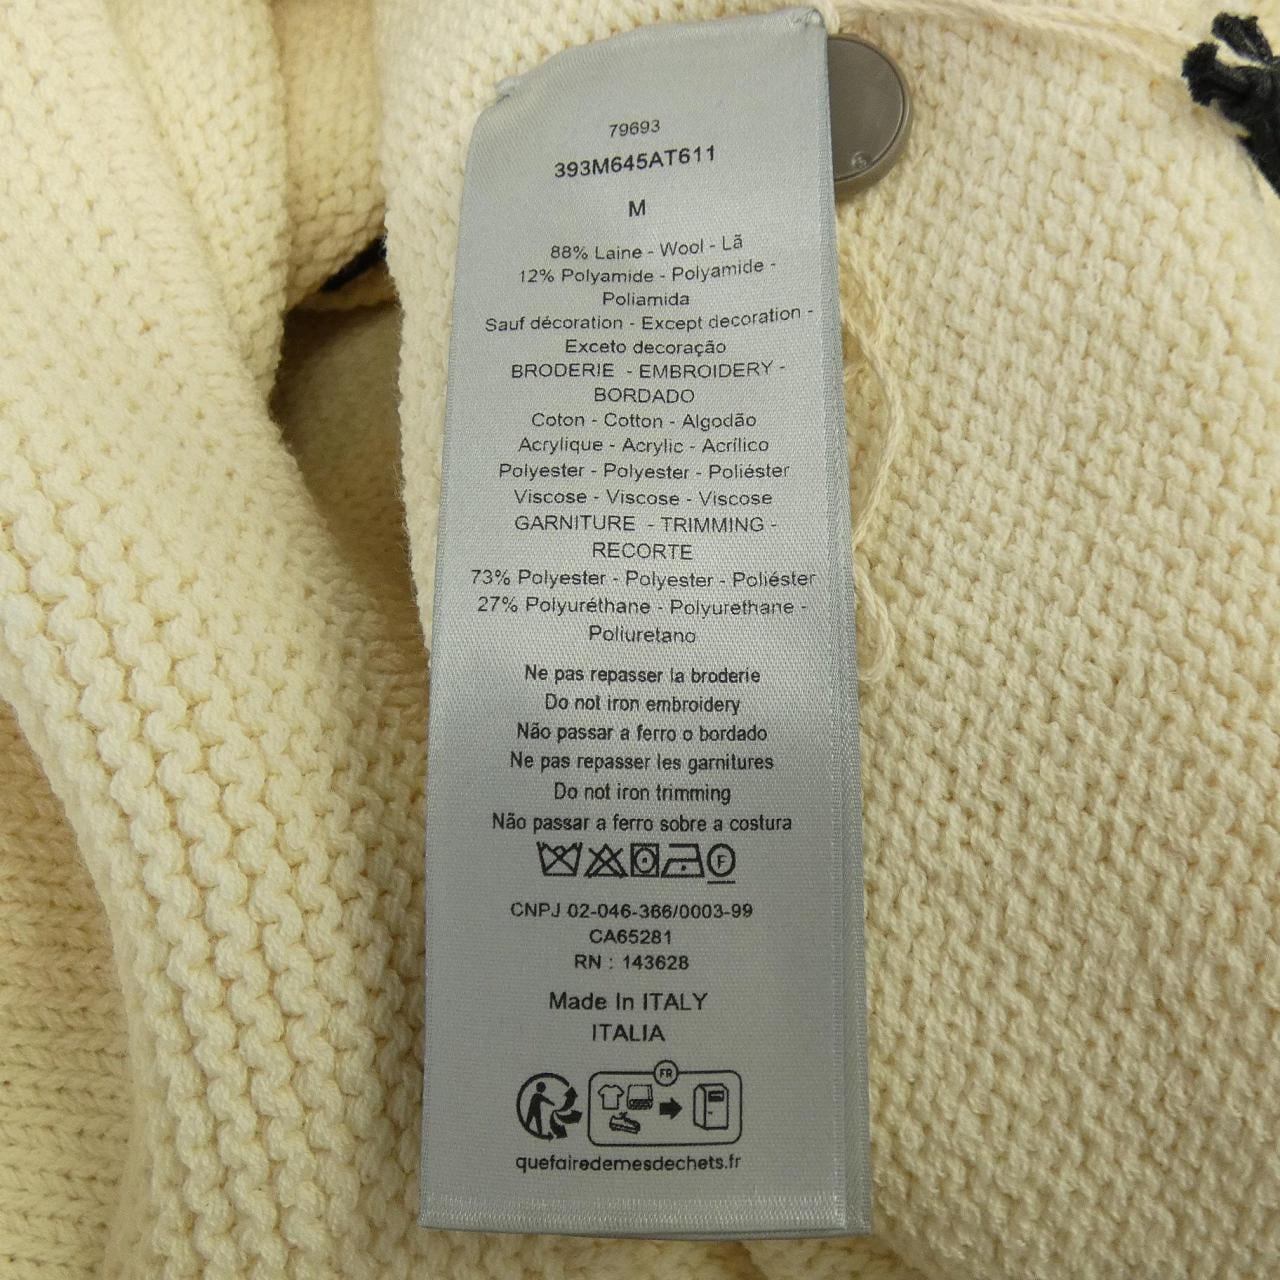 79693
393M645AT611
M
88% Laine - Wool - Lã
12% Polyamide - Polyamide -
Poliamida
Sauf décoration - Except decoration -
Exceto decoração
BRODERIE - EMBROIDERY -
BORDADO
Coton - Cotton - Algodão
Acrylique - Acrylic - Acrílico
Polyester - Polyester - Poliéster
Viscose - Viscose - Viscose
GARNITURE - TRIMMING -
RECORTE
73% Polyester - Polyester - Poliéster
27% Polyuréthane - Polyurethane -
Poliuretano
Ne pas repasser la broderie
Do not iron embroidery
Não passar a ferro o bordado
Ne pas repasser les garnitures
Do not iron trimming
Não passar a ferro sobre a costura
F
CNPJ 02-046-366/0003-99
CA65281
RN : 143628
Made In ITALY
ITALIA
FR
quefairedemesdechets.fr